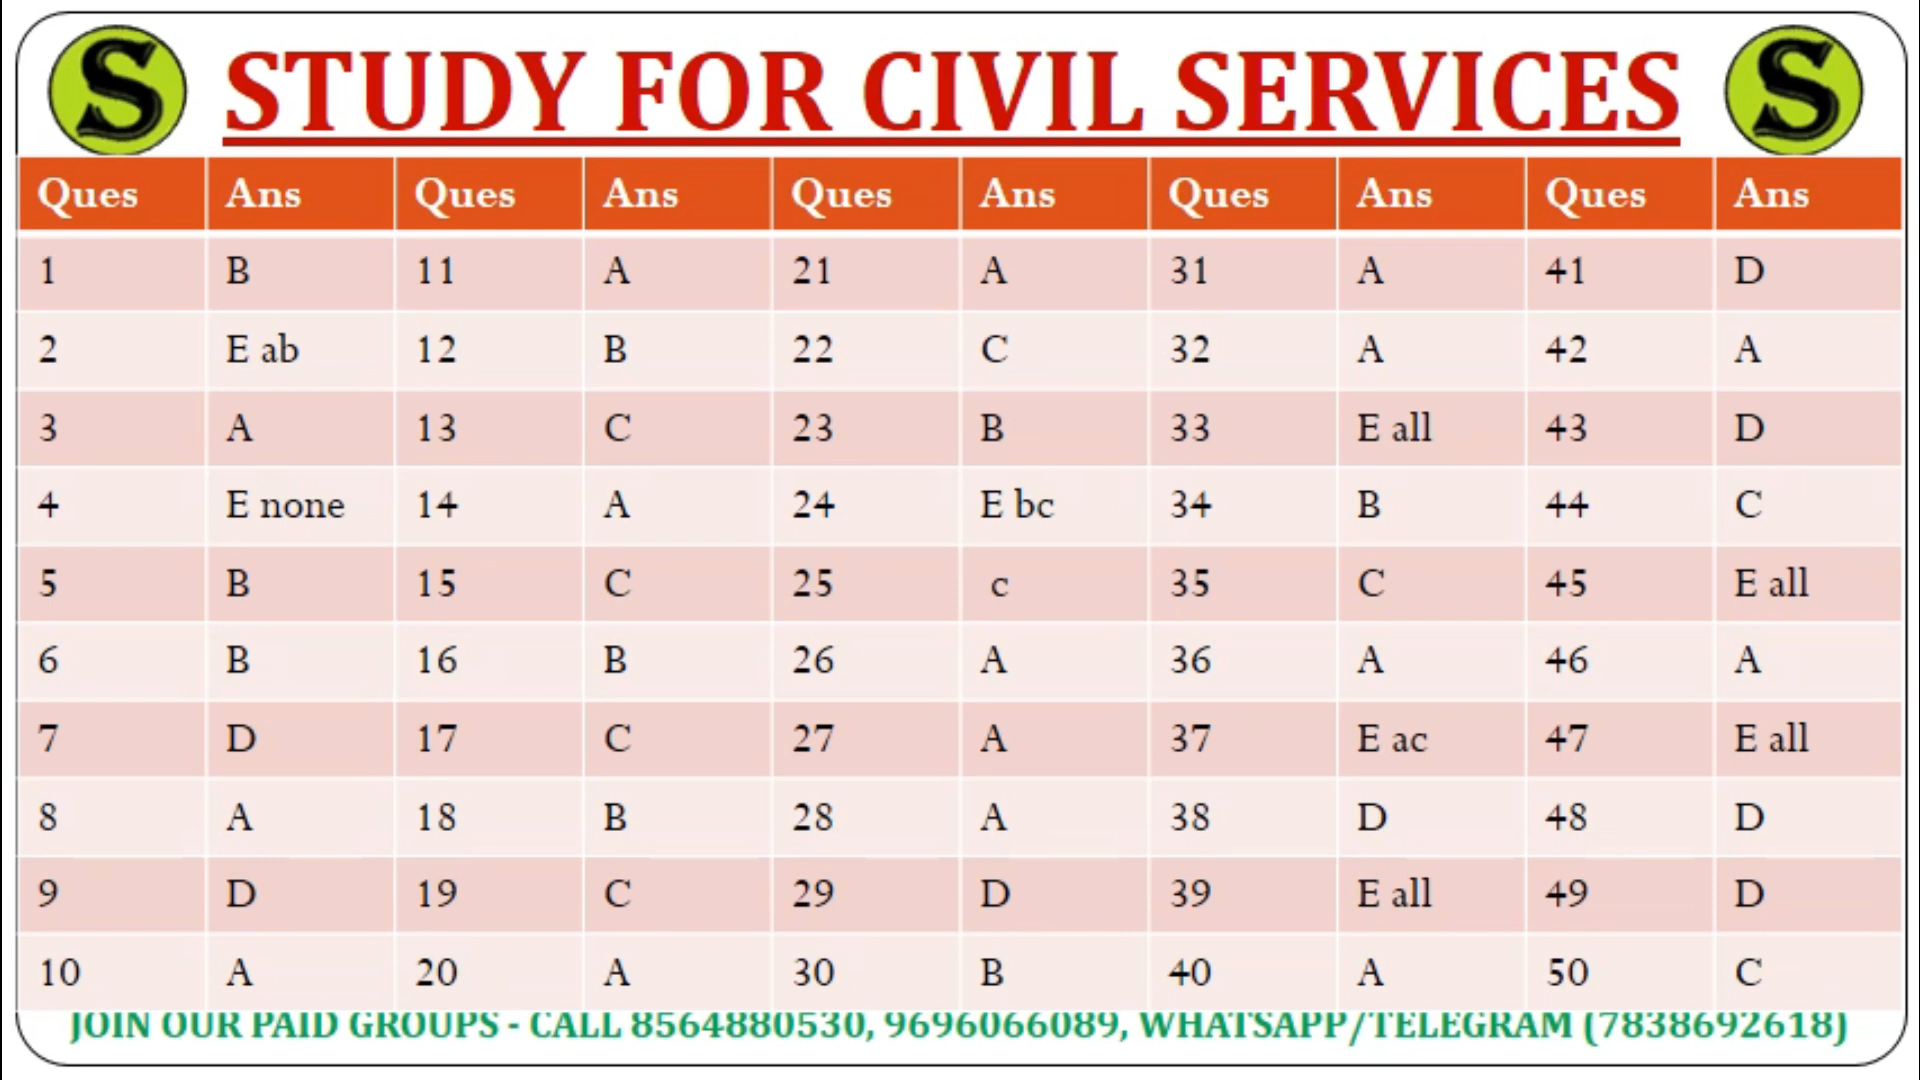 S STUDY FOR CIVIL SERVICES S
Ques Ans Ques Ans Ques Ans Ques Ans Ques Ans
1 B 11 A 21 A 31 A 41 D
2 E ab 12 B 22 C 32 A 42 A
3 A 13 C 23 B 33 E all 43 D
4 E none 14 A 24 E bc 34 B 44 C
5 B 15 C 25 c 35 C 45 E all
6 B 16 B 26 A 36 A 46 A
7 D 17 C 27 A 37 E ac 47 E all
8 A 18 B 28 A 38 D 48 D
9 D 19 C 29 D 39 E all 49 D
10 A 20 A 30 B 40 A 50 C
JOIN OUR PAID GROUPS - CALL 8564880530, 9696066089, WHATSAPP/TELEGRAM (7838692618)